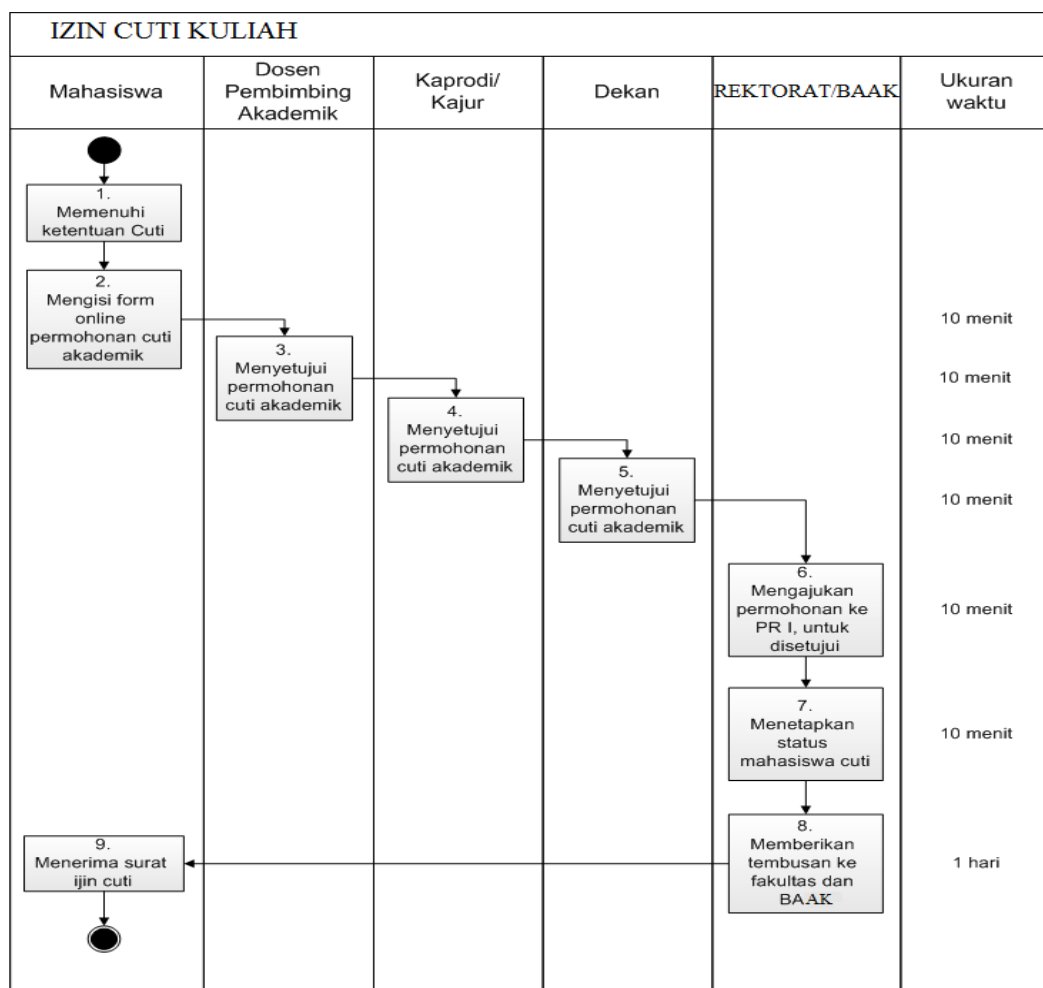 IZIN CUTI KULIAH
Mahasiswa
Dosen
Pembimbing
Akademik
Kaprodi/
Kajur
Dekan
REKTORAT/BAAK
Ukuran
waktu
1.
Memenuhi
ketentuan Cuti
2.
Mengisi form
online
permohonan cuti
akademik
10 menit
3.
Menyetujui
permohonan
cuti akademik
10 menit
4.
Menyetujui
permohonan
cuti akademik
10 menit
5.
Menyetujui
permohonan
cuti akademik
10 menit
6.
Mengajukan
permohonan ke
PR I, untuk
disetujui
10 menit
7.
Menetapkan
status
mahasiswa cuti
10 menit
8.
Memberikan
tembusan ke
fakultas dan
BAAK
1 hari
9.
Menerima surat
ijin cuti